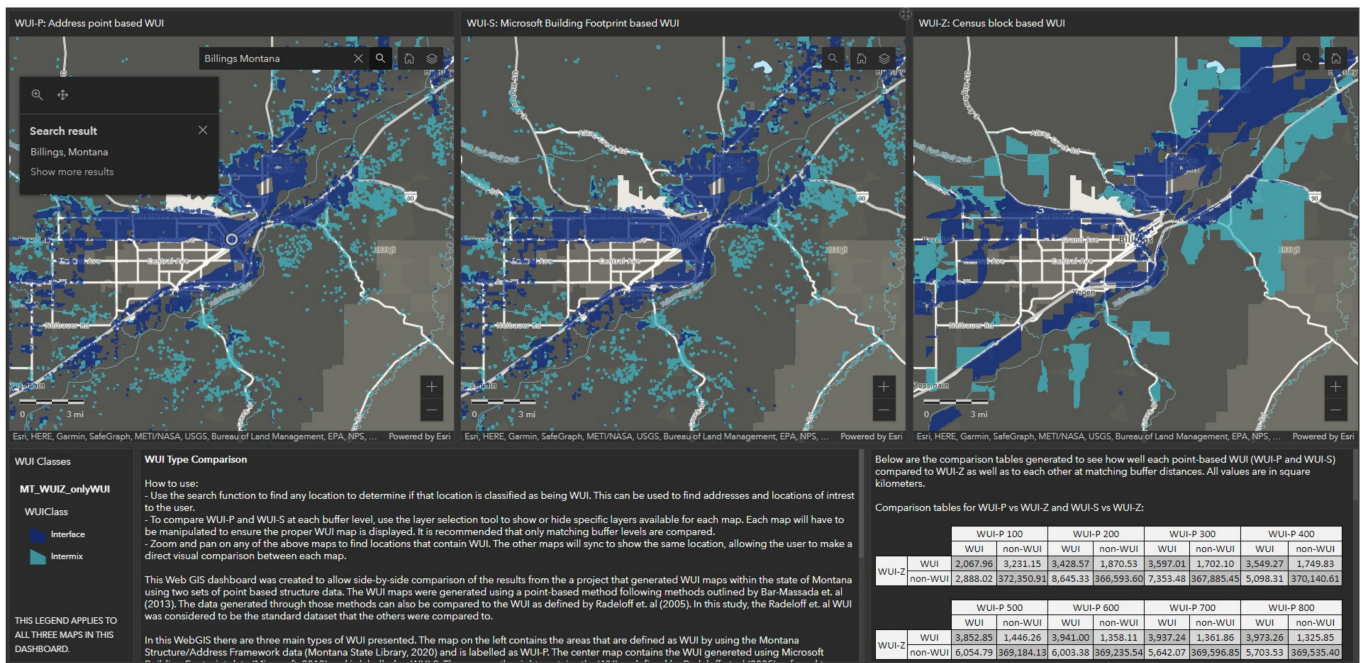 WUI-P: Address point based WUI
WUI-S: Microsoft Building Footprint based WUI
WUI-Z: Census block based WUI
Billings Montana
Search result
Billings, Montana
Show more results
Central Ave
Neibauer Rd
90
0 3 mi
Esri, HERE, Garmin, SafeGraph, METI/NASA, USGS, Bureau of Land Management, EPA, NPS, ... Powered by Esri
Central Ave
Neibauer Rd
90
0 3 mi
Esri, HERE, Garmin, SafeGraph, METI/NASA, USGS, Bureau of Land Management, EPA, NPS, ... Powered by Esri
Grand Ave
Central Ave
Neibauer Rd
90
0 3 mi
Esri, HERE, Garmin, SafeGraph, METI/NASA, USGS, Bureau of Land Management, EPA, NPS, ... Powered by Esri
WUI Classes
MT_WUIZ_onlyWUI
WUIClass
Interface
Intermix
THIS LEGEND APPLIES TO
ALL THREE MAPS IN THIS
DASHBOARD.
WUI Type Comparison
How to use:
- Use the search function to find any location to determine if that location is classified as being WUI. This can be used to find addresses and locations of intrest
to the user.
- To compare WUI-P and WUI-S at each buffer level, use the layer selection tool to show or hide specific layers available for each map. Each map will have to
be manipulated to ensure the proper WUI map is displayed. It is recommended that only matching buffer levels are compared.
- Zoom and pan on any of the above maps to find locations that contain WUI. The other maps will sync to show the same location, allowing the user to make a
direct visual comparison between each map.
This Web GIS dashboard was created to allow side-by-side comparison of the results from the a project that generated WUI maps within the state of Montana
using two sets of point based structure data. The WUI maps were generated using a point-based method following methods outlined by Bar-Massada et. al
(2013). The data generated through those methods can also be compared to the WUI as defined by Radeloff et. al (2005). In this study, the Radeloff et. al WUI
was considered to be the standard dataset that the others were compared to.
In this WebGIS there are three main types of WUI presented. The map on the left contains the areas that are defined as WUI by using the Montana
Structure/Address Framework data (Montana State Library, 2020) and is labelled as WUI-P. The center map contains the WUI genereted using Microsoft
Below are the comparison tables generated to see how well each point-based WUI (WUI-P and WUI-S)
compared to WUI-Z as well as to each other at matching buffer distances. All values are in square
kilometers.
Comparison tables for WUI-P vs WUI-Z and WUI-S vs WUI-Z:
WUI-P 100 WUI-P 200 WUI-P 300 WUI-P 400
WUI non-WUI WUI non-WUI WUI non-WUI WUI non-WUI
WUI-Z WUI 2,067.96 3,231.15 3,428.57 1,870.53 3,597.01 1,702.10 3,549.27 1,749.83
non-WUI 2,888.02 372,350.91 8,645.33 366,593.60 7,353.48 367,885.45 5,098.31 370,140.61
WUI-P 500 WUI-P 600 WUI-P 700 WUI-P 800
WUI non-WUI WUI non-WUI WUI non-WUI WUI non-WUI
WUI-Z WUI 3,852.85 1,446.26 3,941.00 1,358.11 3,937.24 1,361.86 3,973.26 1,325.85
non-WUI 6,054.79 369,184.13 6,003.38 369,235.54 5,642.07 369,596.85 5,703.53 369,535.40